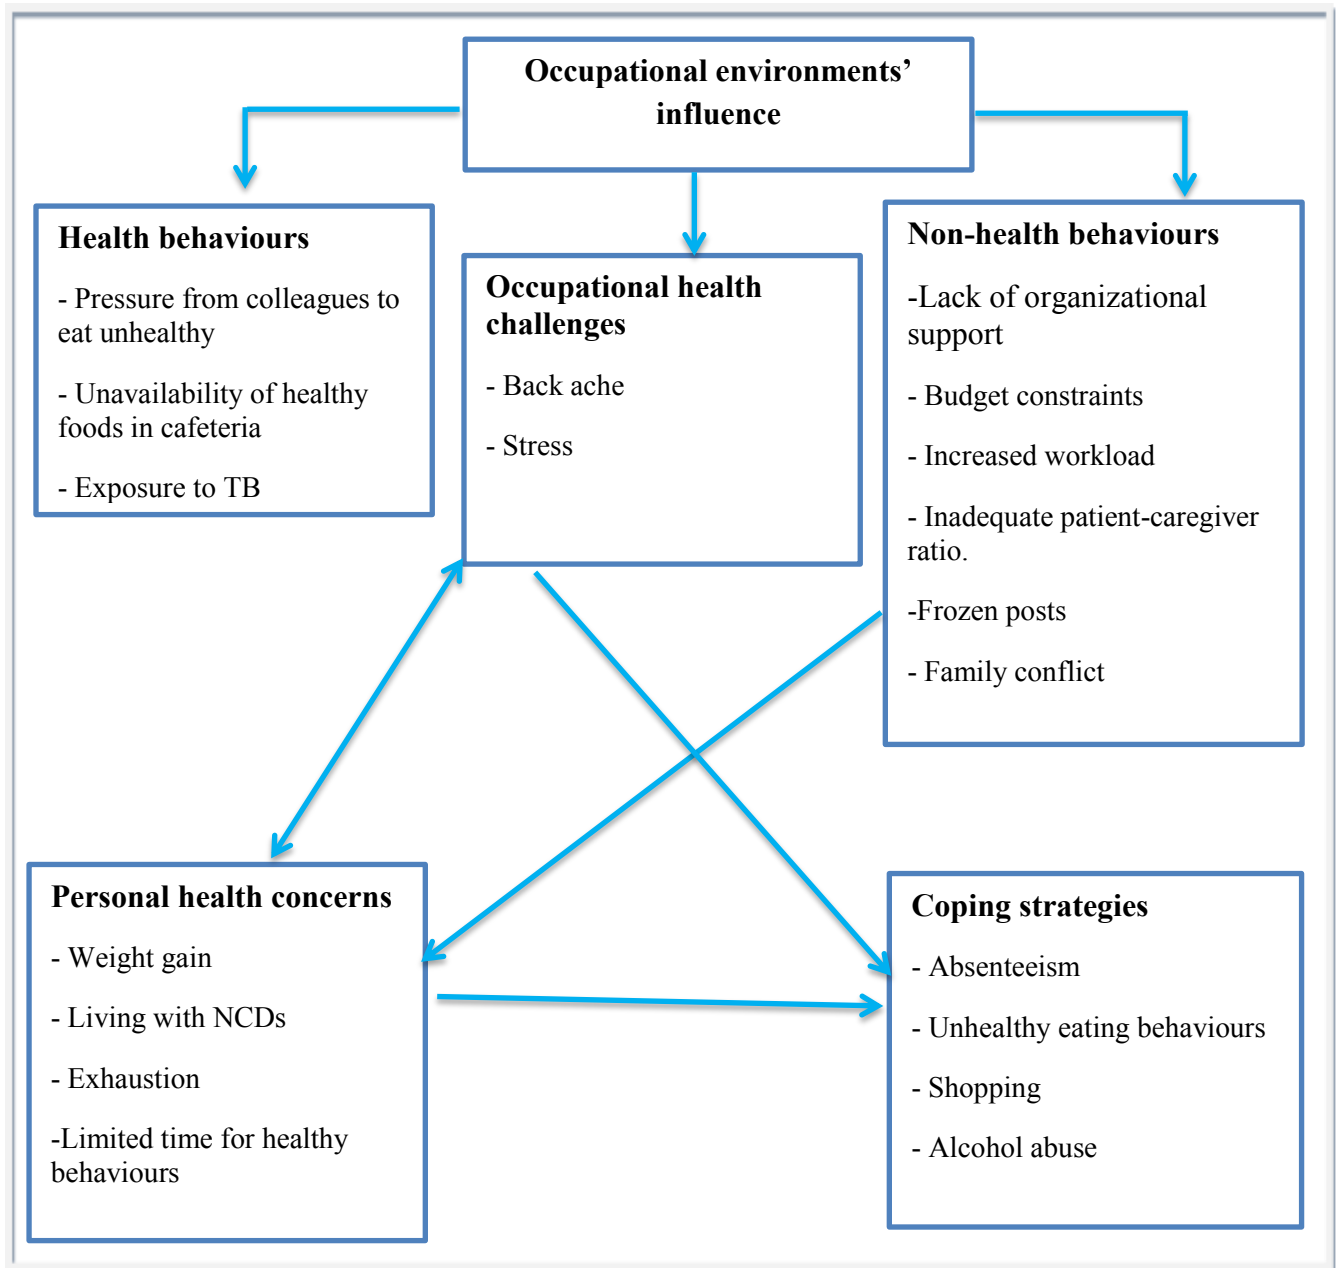 Occupational environments’
influence
Health behaviours
- Pressure from colleagues to
eat unhealthy
- Unavailability of healthy
foods in cafeteria
- Exposure to TB
Occupational health
challenges
- Back ache
- Stress
Non-health behaviours
-Lack of organizational
support
- Budget constraints
- Increased workload
- Inadequate patient-caregiver
ratio.
-Frozen posts
- Family conflict
Personal health concerns
- Weight gain
- Living with NCDs
- Exhaustion
-Limited time for healthy
behaviours
Coping strategies
- Absenteeism
- Unhealthy eating behaviours
- Shopping
- Alcohol abuse